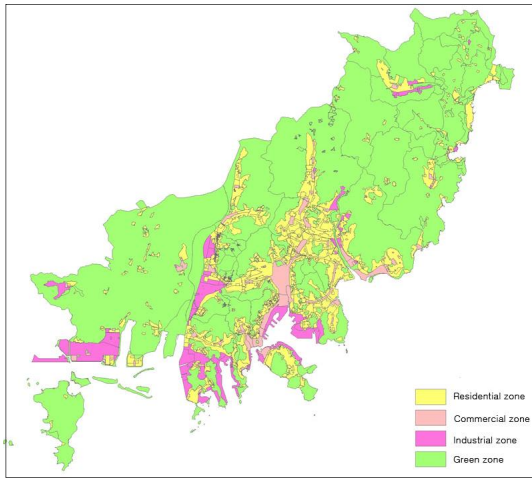 Residential zone
Commercial zone
Industrial zone
Green zone